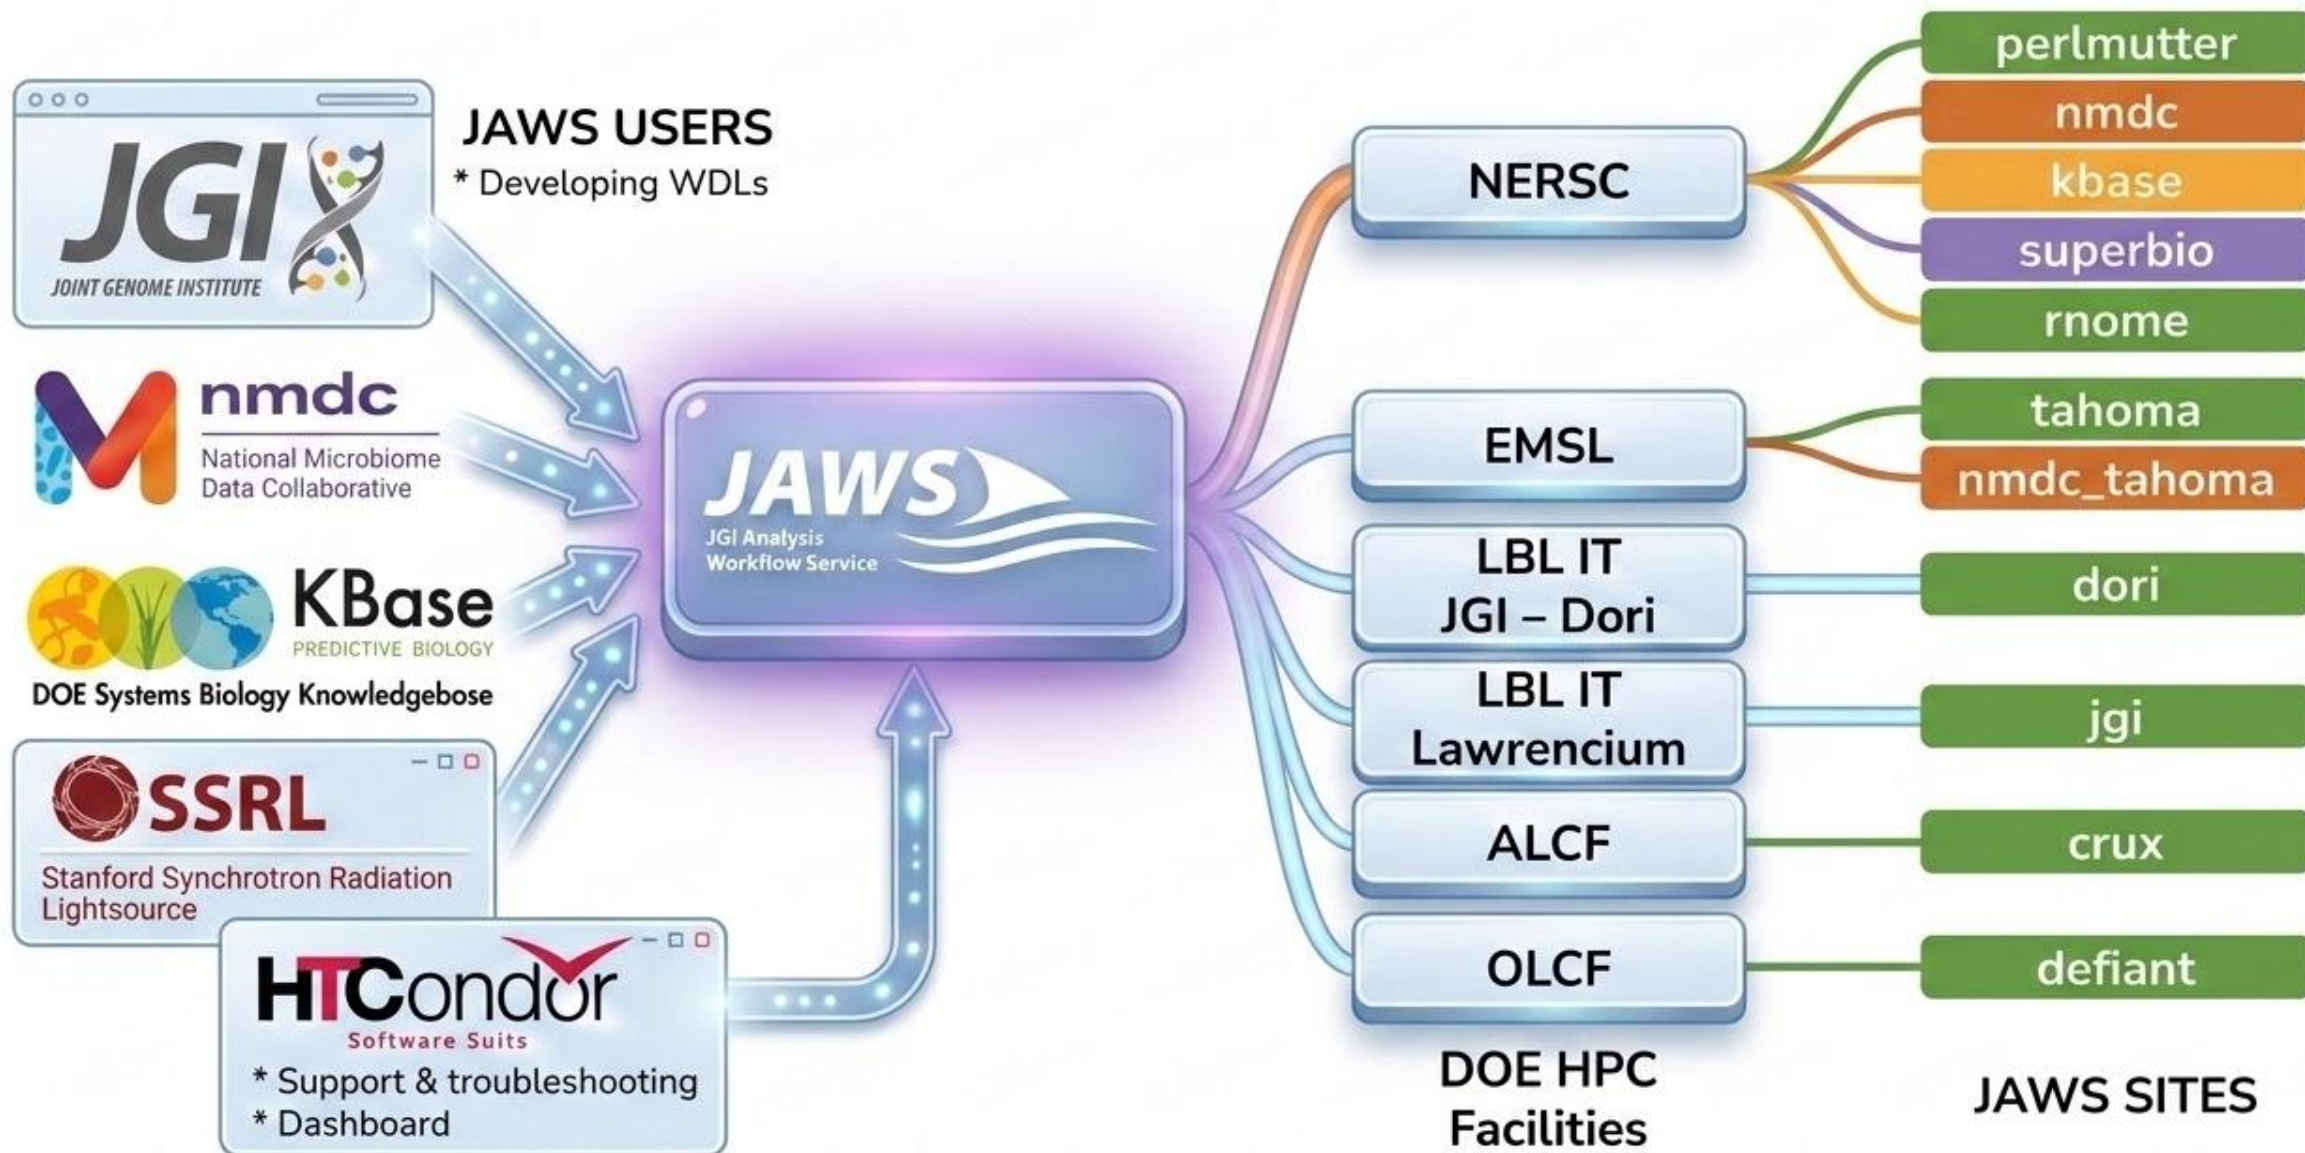 JGI
JOINT GENOME INSTITUTE
JAWS USERS
* Developing WDLs
nmdc
National Microbiome
Data Collaborative
KBase
PREDICTIVE BIOLOGY
DOE Systems Biology Knowledgebose
SSRL
Stanford Synchrotron Radiation
Lightsource
HTCondor
Software Suits
* Support & troubleshooting
* Dashboard
JAWS
JGI Analysis
Workflow Service
NERSC
EMSL
LBL IT
JGI – Dori
LBL IT
Lawrencium
ALCF
OLCF
DOE HPC
Facilities
perlmutter
nmdc
kbase
superbio
rnome
tahoma
nmdc_tahoma
dori
jgi
crux
defiant
JAWS SITES